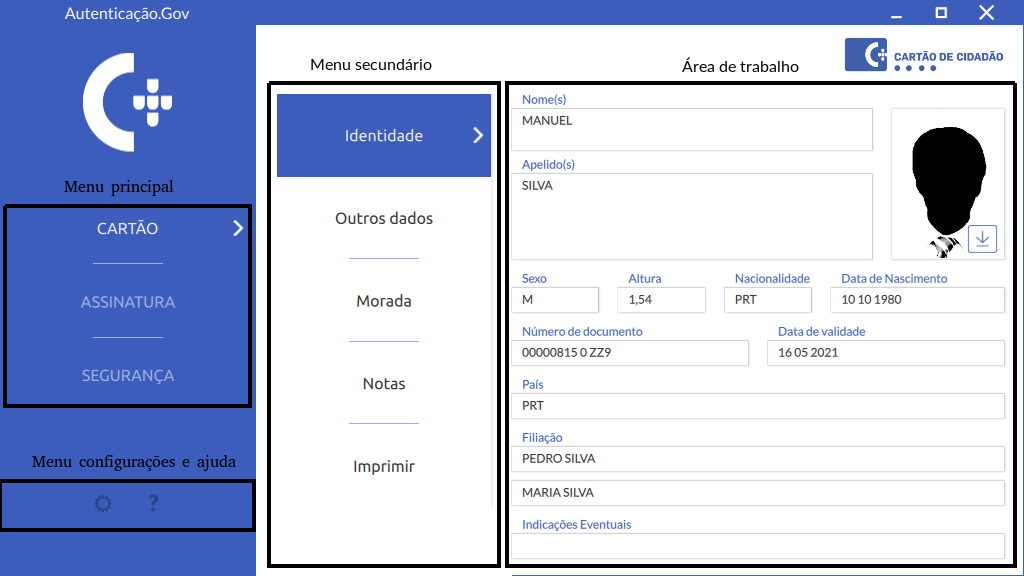 Autenticação.Gov
CARTÃO DE CIDADÃO
Menu principal
CARTÃO
ASSINATURA
SEGURANÇA
Menu configurações e ajuda
?
Menu secundário
Identidade
Outros dados
Morada
Notas
Imprimir
Área de trabalho
Nome(s)
MANUEL
Apelido(s)
SILVA
Sexo Altura Nacionalidade Data de Nascimento
M 1,54 PRT 10 10 1980
Número de documento Data de validade
00000815 0 ZZ9 16 05 2021
País
PRT
Filiação
PEDRO SILVA
MARIA SILVA
Indicações Eventuais